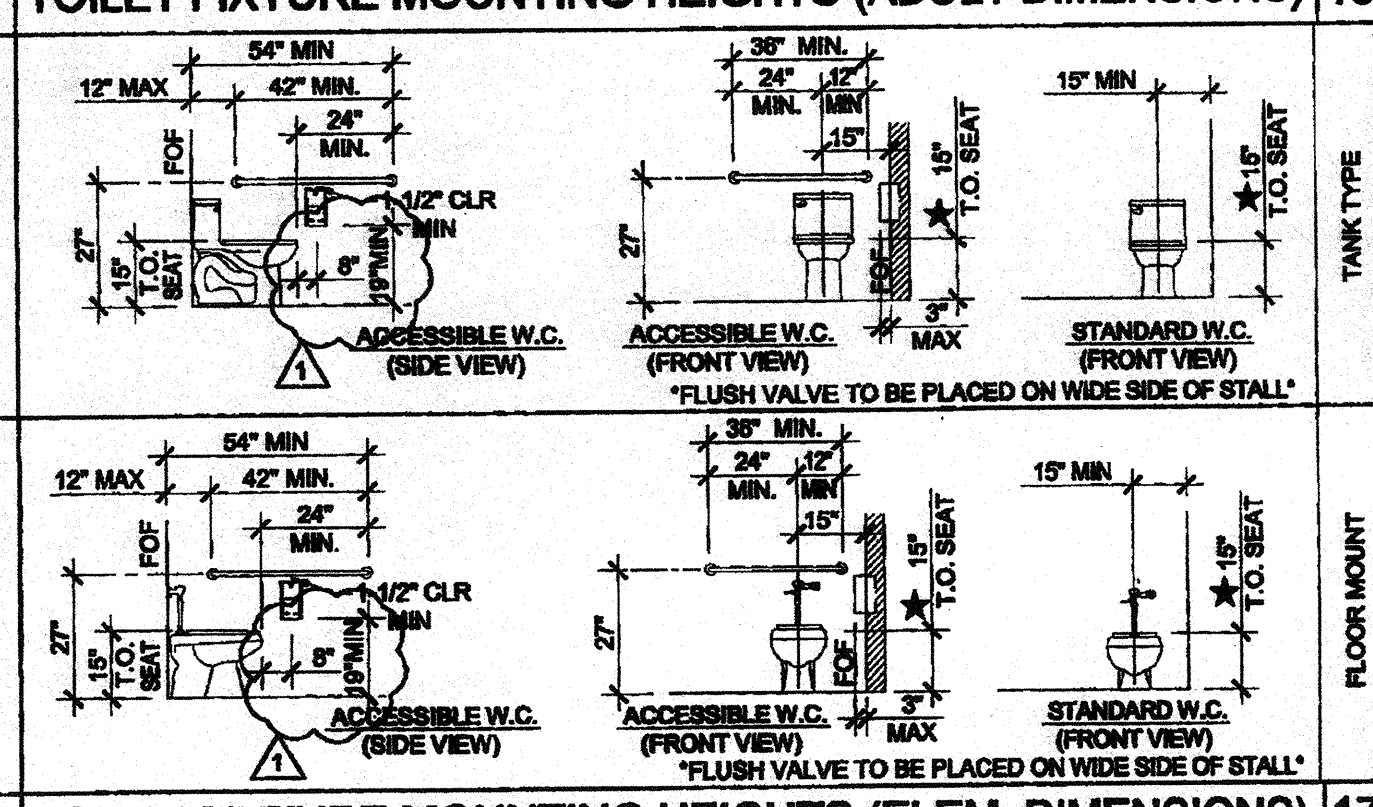 TOILET FIXTURE MOUNTING HEIGHTS (ADULT DIMENSIONS)
54" MIN
12" MAX
42" MIN.
24"
MIN.
FOF
1/2" CLR
MIN
27"
15"
T.O.
SEAT
8"
19"MIN
ACCESSIBLE W.C.
(SIDE VIEW)
1
36" MIN.
24"
MIN.
12"
MIN
15"
27"
FOF
15"
T.O. SEAT
3"
MAX
ACCESSIBLE W.C.
(FRONT VIEW)
15" MIN
15"
T.O. SEAT
STANDARD W.C.
(FRONT VIEW)
*FLUSH VALVE TO BE PLACED ON WIDE SIDE OF STALL*
TANK TYPE
54" MIN
12" MAX
42" MIN.
24"
MIN.
FOF
1/2" CLR
MIN
27"
15"
T.O.
SEAT
8"
19"MIN
ACCESSIBLE W.C.
(SIDE VIEW)
1
36" MIN.
24"
MIN.
12"
MIN
15"
27"
FOF
15"
T.O. SEAT
3"
MAX
ACCESSIBLE W.C.
(FRONT VIEW)
15" MIN
15"
T.O. SEAT
STANDARD W.C.
(FRONT VIEW)
*FLUSH VALVE TO BE PLACED ON WIDE SIDE OF STALL*
FLOOR MOUNT
MOUNTING HEIGHTS (ELEM. DIMENSIONS) 17